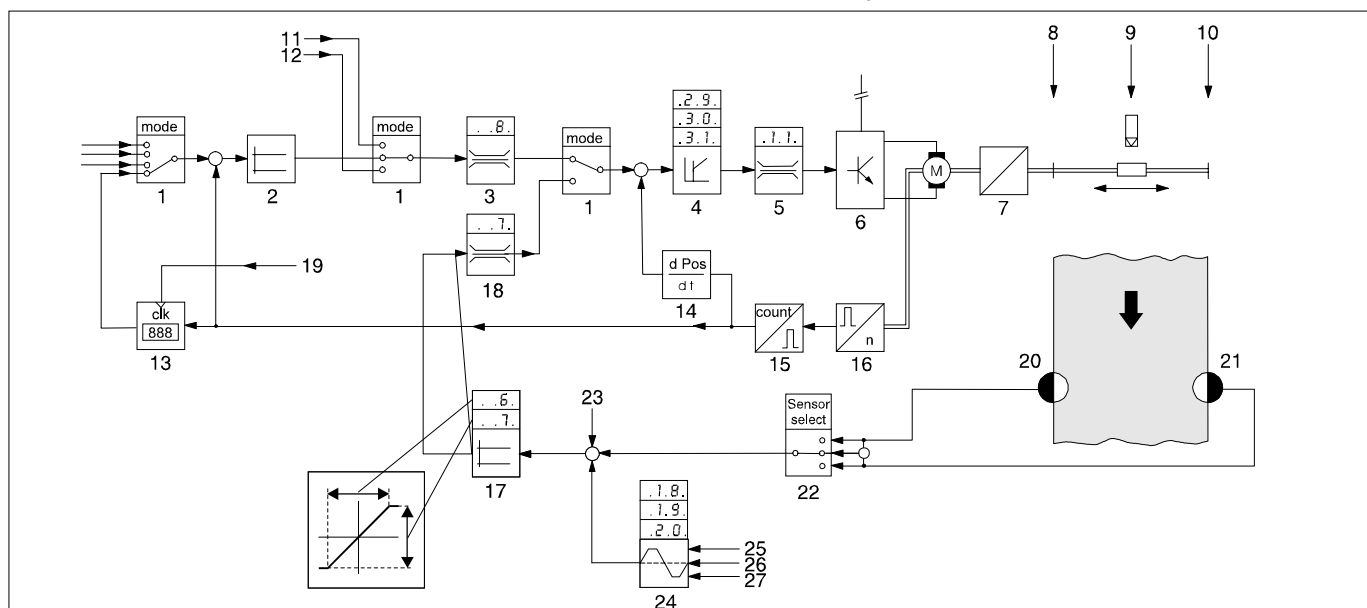 11
12
8 9 10
mode
1
2
mode
1
. . 8 .
3
mode
1
. 2 . 9 .
. 3 . 0 .
. 3 . 1 .
4
. 1 . 1 .
5
6
M
7
. . 7 .
18
19
clk
888
13
d Pos
dt
14
count
15
n
16
20
21
. . 6 .
. . 7 .
17
23
Sensor
select
22
. 1 . 8 .
. 1 . 9 .
. 2 . 0 .
24
25
26
27